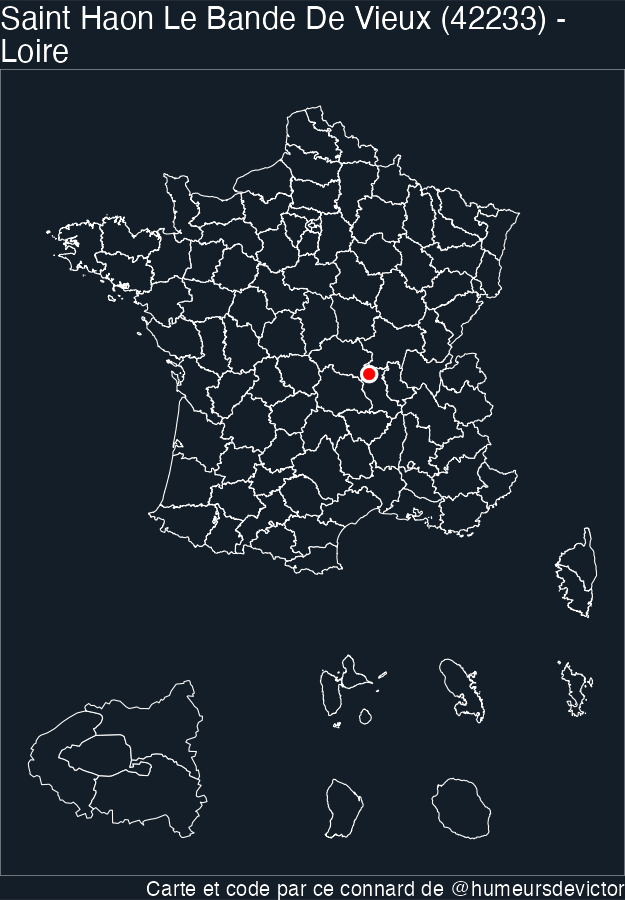 Saint Haon Le Bande De Vieux (42233) -
Loire
Carte et code par ce connard de @humeursdevictor